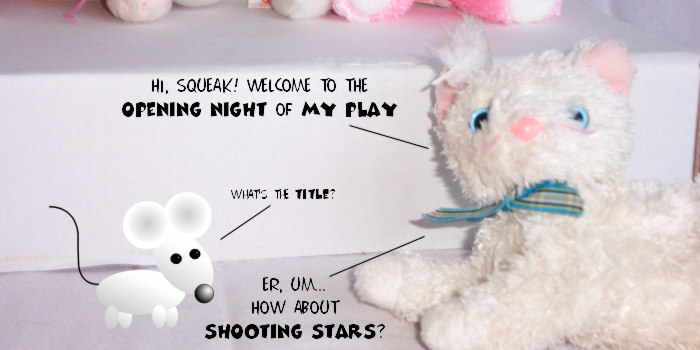 HI, SQUEAK! WELCOME TO THE
OPENING NIGHT OF MY PLAY
WHAT'S THE TITLE?
ER, UM...
HOW ABOUT
SHOOTING STARS?